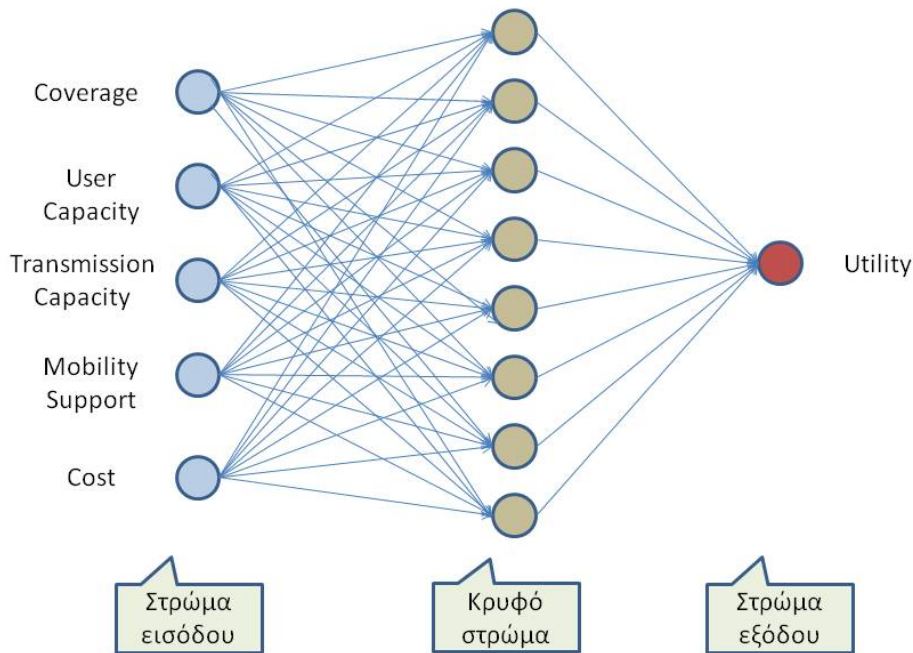 Coverage
User
Capacity
Transmission
Capacity
Mobility
Support
Cost
Utility
Στρώμα
εισόδου
Κρυφό
στρώμα
Στρώμα
εξόδου